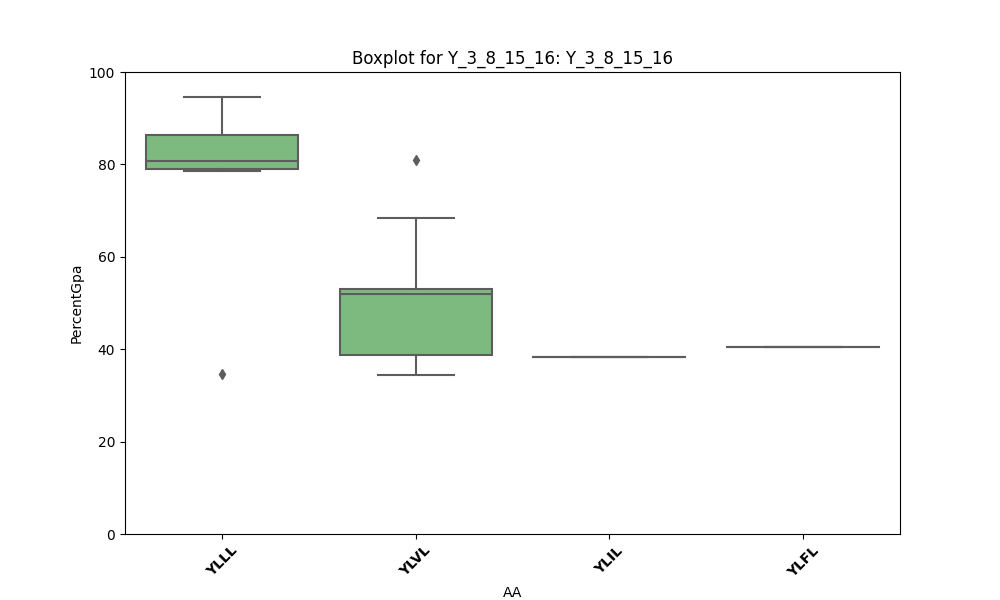 Boxplot for Y_3_8_15_16: Y_3_8_15_16
100
80
60
40
20
0
PercentGpa
YLLL
YLVL
YLIL
YLFL
AA